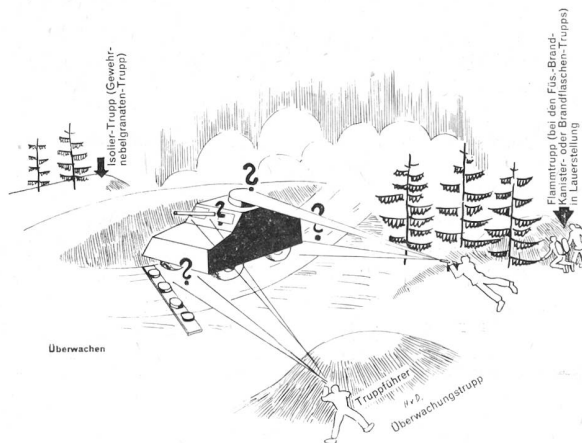 Isolier-Trupp (Gewehr-
nebelgranaten-Trupp)
Flammtrupp (bei den Füs.-Brand-
Kanister- oder Brandflaschen-Trupps)
in Lauerstellung
?
?
?
?
Überwachen
Truppführer
H.v.D.
Überwachungstrupp